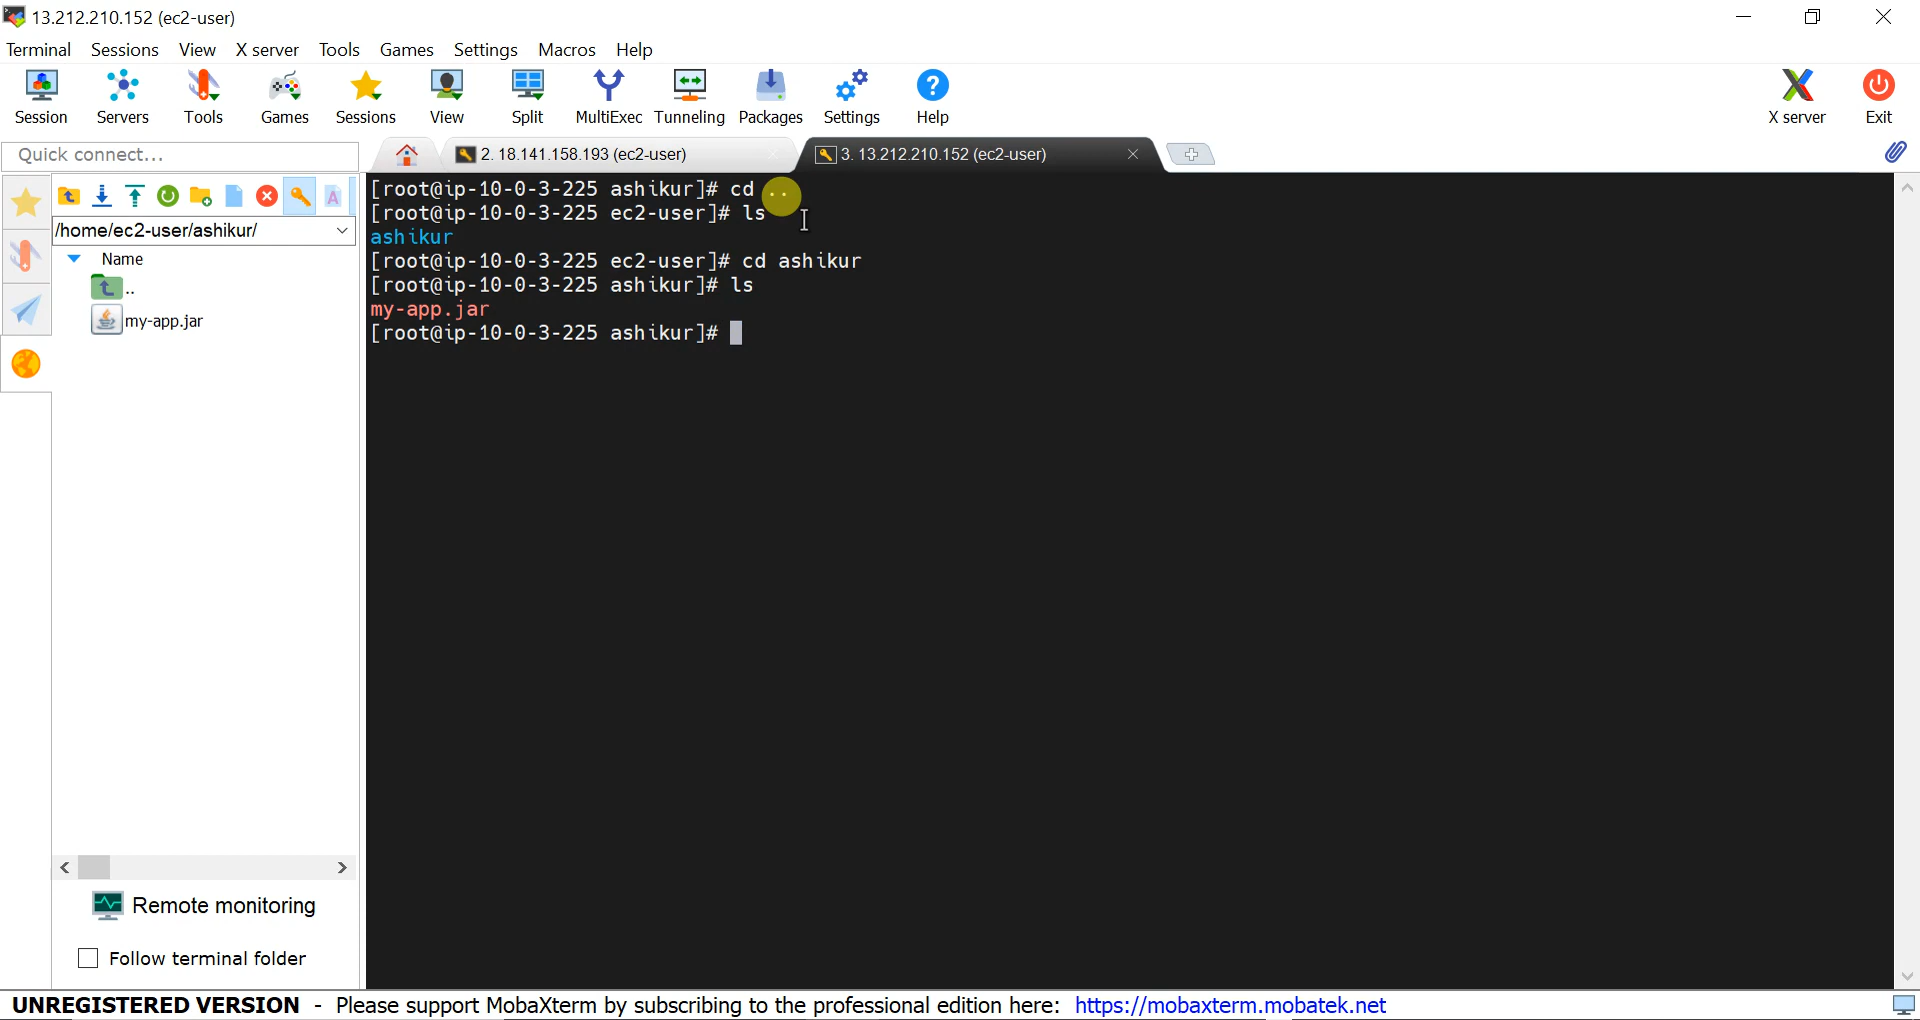 13.212.210.152 (ec2-user)
Terminal Sessions View X server Tools Games Settings Macros Help
Session Servers Tools Games Sessions View Split MultiExec Tunneling Packages Settings Help X server Exit
Quick connect...
2. 18.141.158.193 (ec2-user)
3. 13.212.210.152 (ec2-user)
/home/ec2-user/ashikur/
Name
..
my-app.jar
[root@ip-10-0-3-225 ashikur]# cd ..
[root@ip-10-0-3-225 ec2-user]# ls
ashikur
[root@ip-10-0-3-225 ec2-user]# cd ashikur
[root@ip-10-0-3-225 ashikur]# ls
my-app.jar
[root@ip-10-0-3-225 ashikur]#
Remote monitoring
Follow terminal folder
UNREGISTERED VERSION - Please support MobaXterm by subscribing to the professional edition here: https://mobaxterm.mobatek.net